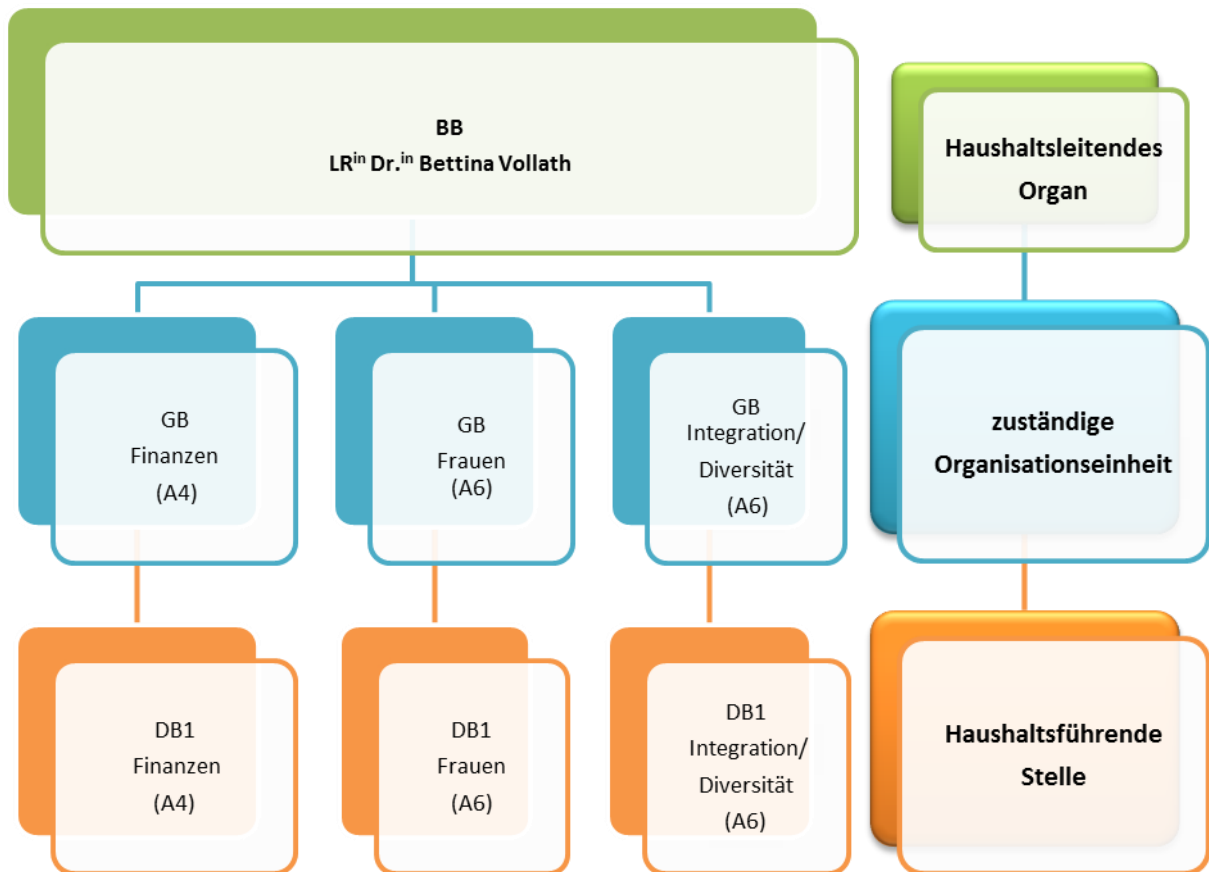 BB
LRin Dr.in Bettina Vollath
Haushaltsleitendes
Organ
GB
Finanzen
(A4)
GB
Frauen
(A6)
GB
Integration/
Diversität
(A6)
zuständige
Organisationseinheit
DB1
Finanzen
(A4)
DB1
Frauen
(A6)
DB1
Integration/
Diversität
(A6)
Haushaltsführende
Stelle